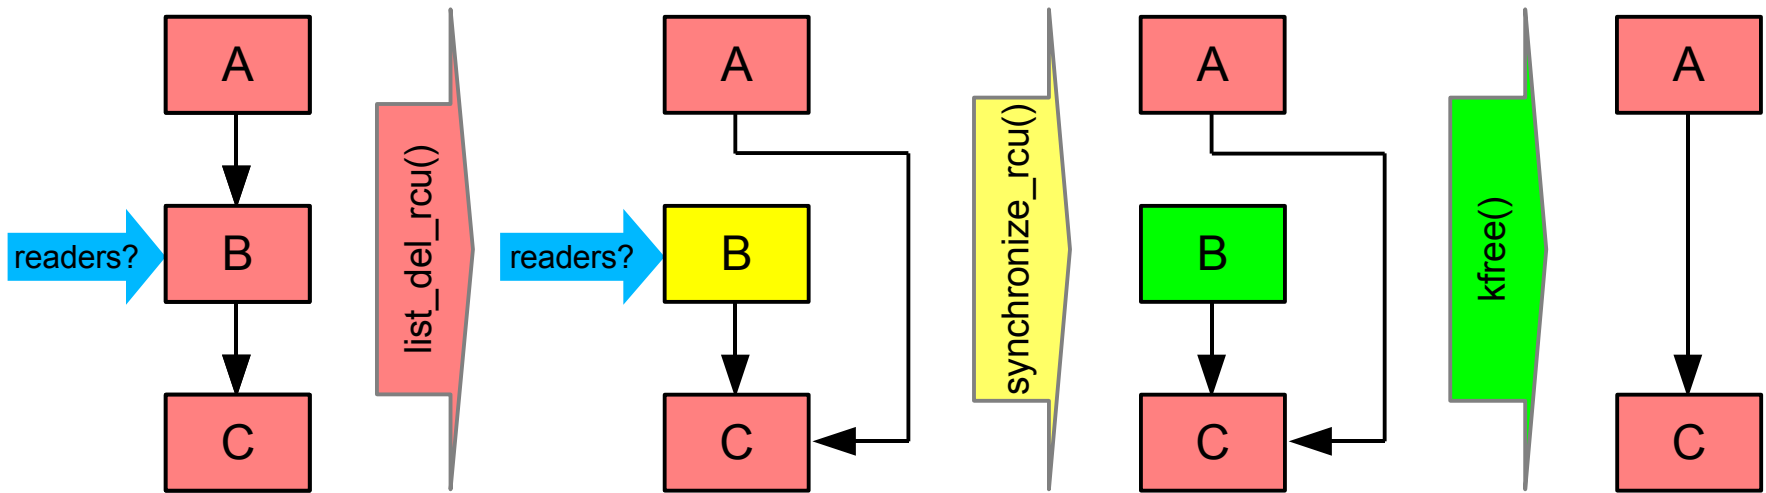 A
readers?
B
C
list_del_rcu()
A
readers?
B
C
synchronize_rcu()
A
B
C
kfree()
A
C